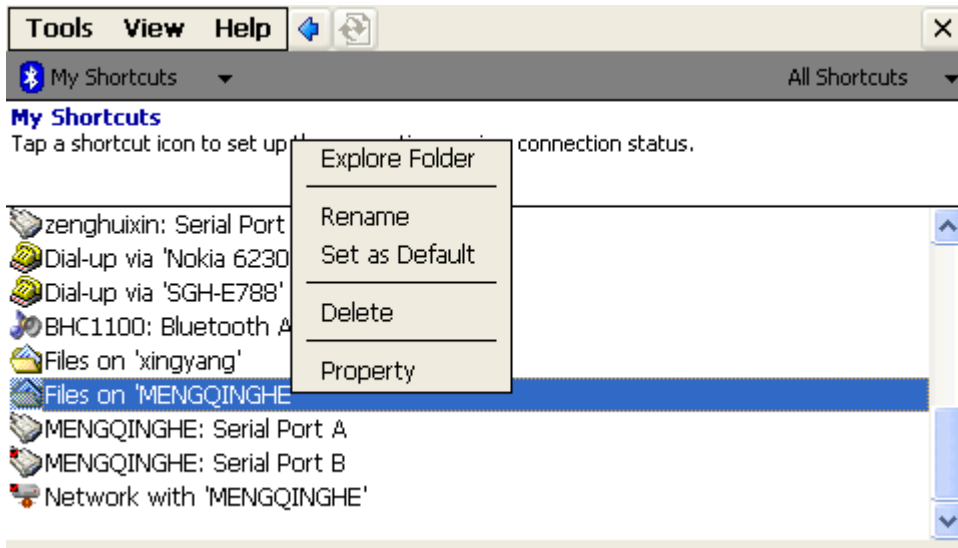 Tools View Help
My Shortcuts All Shortcuts
My Shortcuts
Tap a shortcut icon to set up connection status.
Explore Folder
Rename
Set as Default
Delete
Property
zenghuixin: Serial Port
Dial-up via 'Nokia 6230
Dial-up via 'SGH-E788'
BHC1100: Bluetooth A
Files on 'xingyang'
Files on 'MENGQINGHE
MENGQINGHE: Serial Port A
MENGQINGHE: Serial Port B
Network with 'MENGQINGHE'